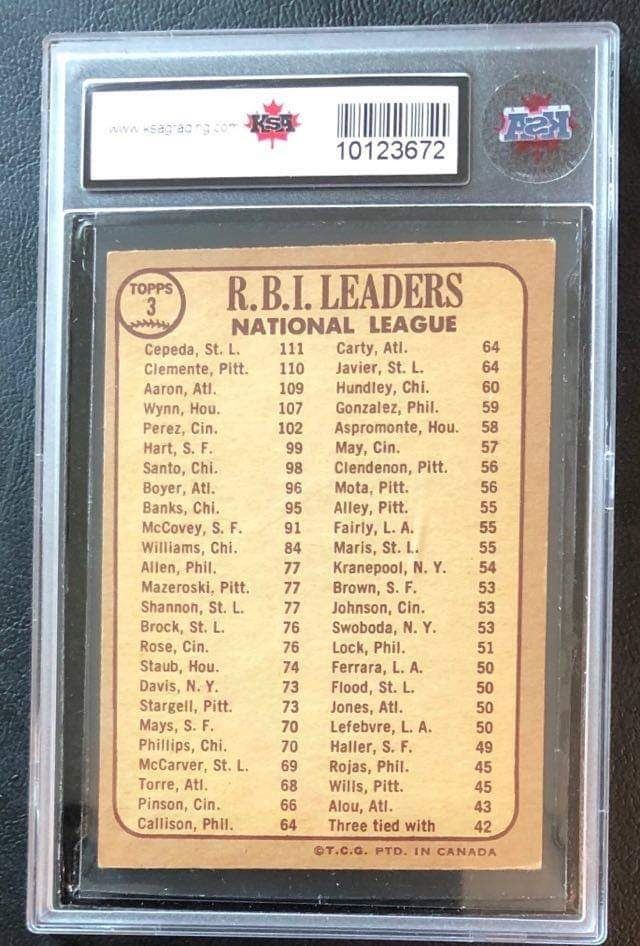 www.ksagrading.com
KSA
10123672
KSA
TOPPS
3
R.B.I. LEADERS
NATIONAL LEAGUE
Cepeda, St. L. 111 Carty, Atl. 64
Clemente, Pitt. 110 Javier, St. L. 64
Aaron, Atl. 109 Hundley, Chi. 60
Wynn, Hou. 107 Gonzalez, Phil. 59
Perez, Cin. 102 Aspromonte, Hou. 58
Hart, S. F. 99 May, Cin. 57
Santo, Chi. 98 Clendenon, Pitt. 56
Boyer, Atl. 96 Mota, Pitt. 56
Banks, Chi. 95 Alley, Pitt. 55
McCovey, S. F. 91 Fairly, L. A. 55
Williams, Chi. 84 Maris, St. L. 55
Allen, Phil. 77 Kranepool, N. Y. 54
Mazeroski, Pitt. 77 Brown, S. F. 53
Shannon, St. L. 77 Johnson, Cin. 53
Brock, St. L. 76 Swoboda, N. Y. 53
Rose, Cin. 76 Lock, Phil. 51
Staub, Hou. 74 Ferrara, L. A. 50
Davis, N. Y. 73 Flood, St. L. 50
Stargell, Pitt. 73 Jones, Atl. 50
Mays, S. F. 70 Lefebvre, L. A. 50
Phillips, Chi. 70 Haller, S. F. 49
McCarver, St. L. 69 Rojas, Phil. 45
Torre, Atl. 68 Wills, Pitt. 45
Pinson, Cin. 66 Alou, Atl. 43
Callison, Phil. 64 Three tied with 42
©T.C.G. PTD. IN CANADA